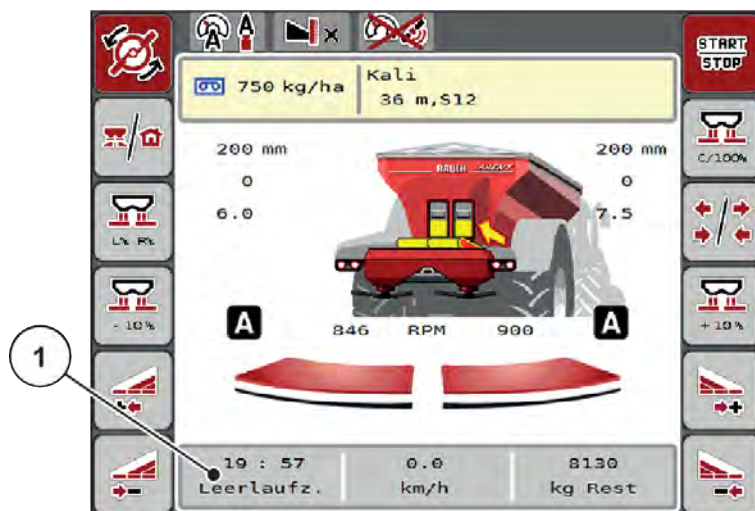 START
STOP
750 kg/ha
Kali
36 m,S12
200 mm
200 mm
C/100%
0
0
6.0
7.5
RAUCH
L% R%
- 10%
+ 10%
A
846 RPM 900
A
1
19 : 57
Leerlaufz.
0.0
km/h
8130
kg Rest